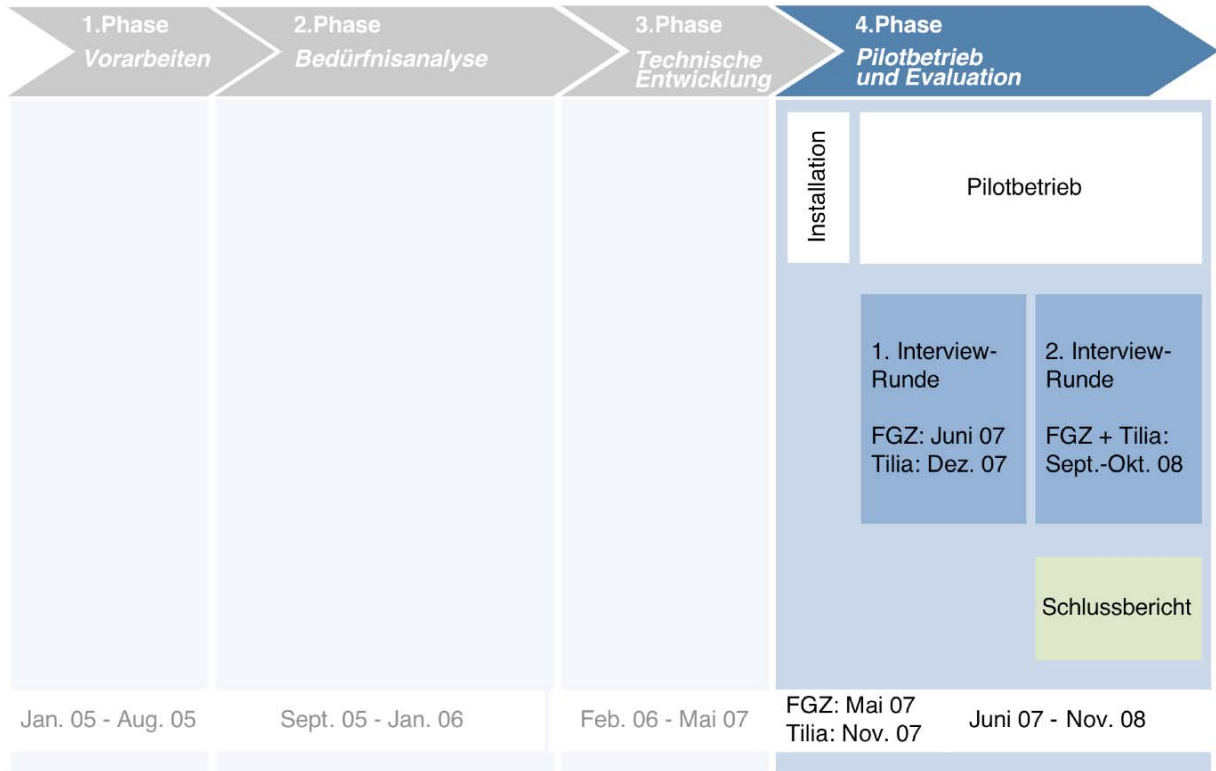 1.Phase
Vorarbeiten
2.Phase
Bedürfnisanalyse
3.Phase
Technische
Entwicklung
4.Phase
Pilotbetrieb
und Evaluation
Installation
Pilotbetrieb
1. Interview-
Runde
FGZ: Juni 07
Tilia: Dez. 07
2. Interview-
Runde
FGZ + Tilia:
Sept.-Okt. 08
Schlussbericht
Jan. 05 - Aug. 05
Sept. 05 - Jan. 06
Feb. 06 - Mai 07
FGZ: Mai 07
Tilia: Nov. 07
Juni 07 - Nov. 08